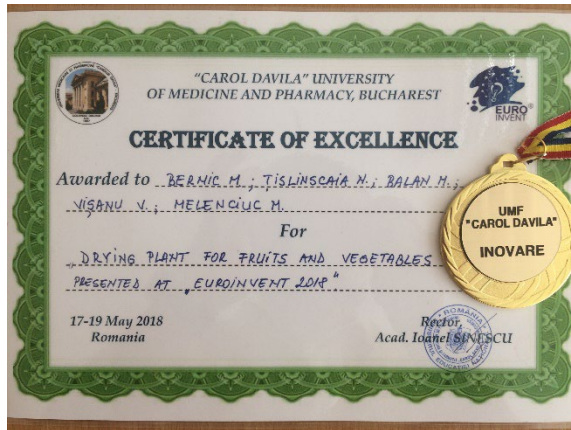 "CAROL DAVILA" UNIVERSITY
OF MEDICINE AND PHARMACY, BUCHAREST
EURO
INVENT
CERTIFICATE OF EXCELLENCE
Awarded to BERNIC M.; ŢISLINSCAIA N.; BALAN M.;
VIŞANU V.; MELENCIUC M.
For
„DRYING PLANT FOR FRUITS AND VEGETABLES
PRESENTED AT „EUROINVENT 2018"
17-19 May 2018
Romania
Rector,
Acad. Ioanel SINESCU
ROMANIA
UMF
"CAROL DAVILA"
INOVARE